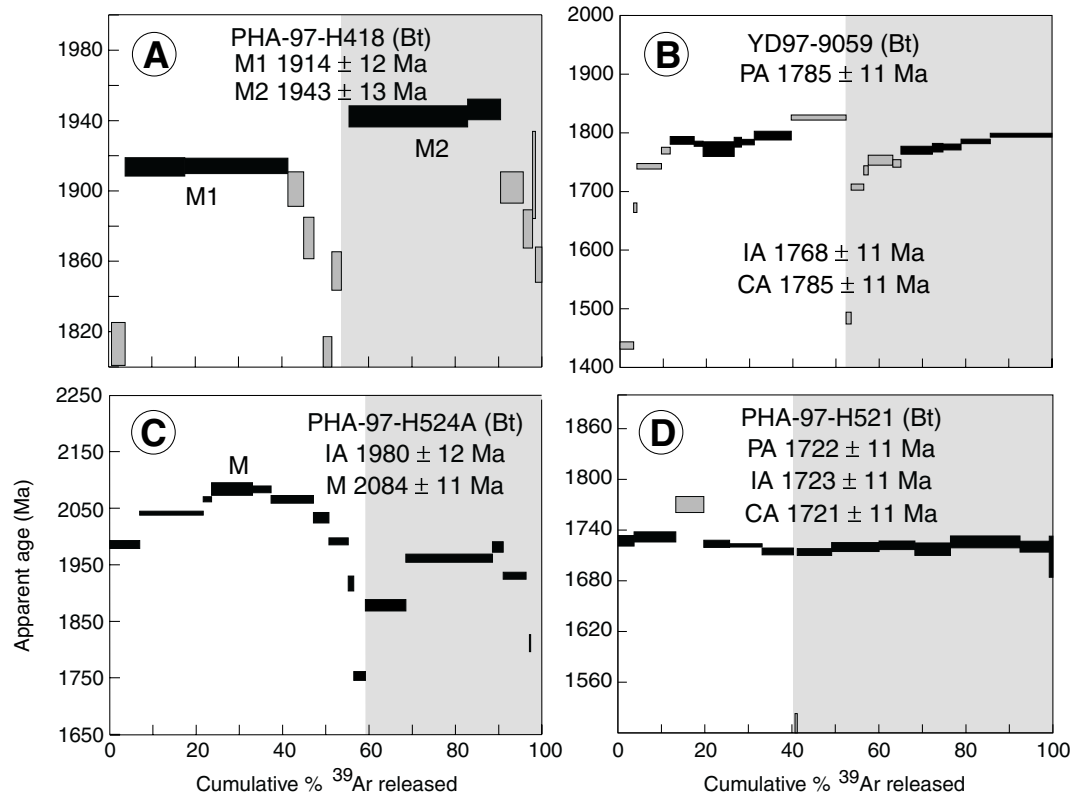 A
PHA-97-H418 (Bt)
M1 1914 ± 12 Ma
M2 1943 ± 13 Ma
1980
1940
1900
1860
1820
M1
M2
B
YD97-9059 (Bt)
PA 1785 ± 11 Ma
IA 1768 ± 11 Ma
CA 1785 ± 11 Ma
2000
1900
1800
1700
1600
1500
1400
C
PHA-97-H524A (Bt)
IA 1980 ± 12 Ma
M 2084 ± 11 Ma
M
2250
2150
2050
1950
1850
1750
1650
Apparent age (Ma)
0 20 40 60 80 100
Cumulative % 39Ar released
D
PHA-97-H521 (Bt)
PA 1722 ± 11 Ma
IA 1723 ± 11 Ma
CA 1721 ± 11 Ma
1860
1800
1740
1680
1620
1560
0 20 40 60 80 100
Cumulative % 39Ar released